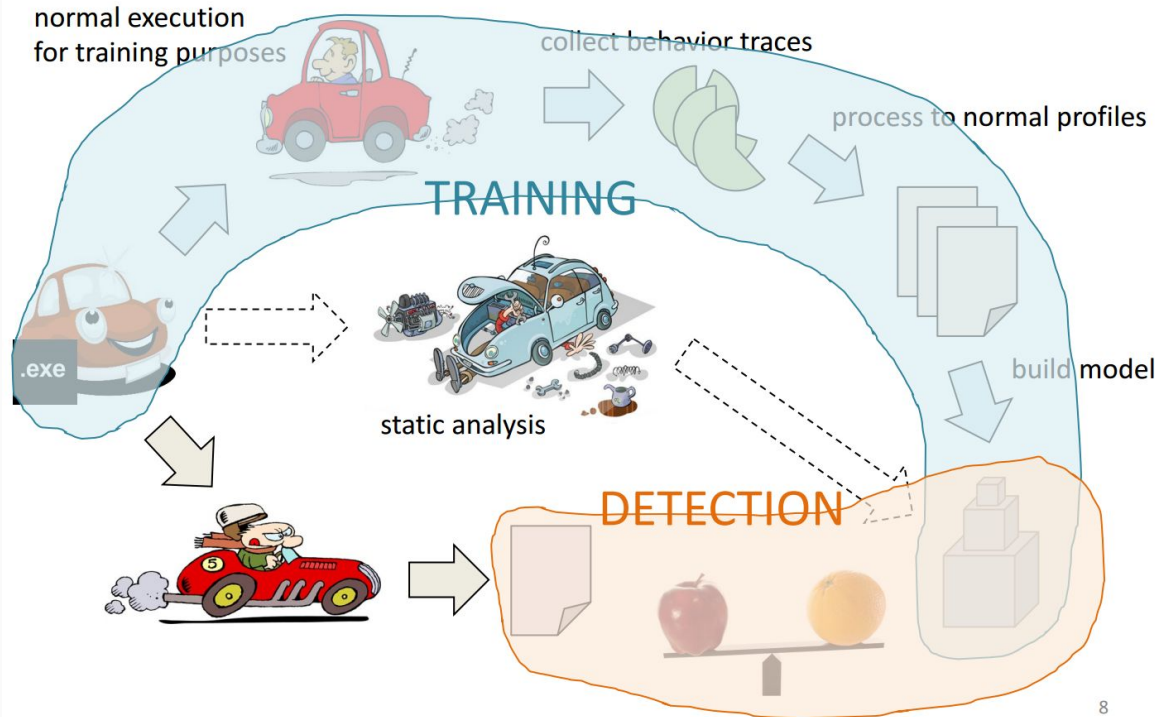 normal execution
for training purposes
collect behavior traces
process to normal profiles
TRAINING
.exe
build model
static analysis
DETECTION
5
8